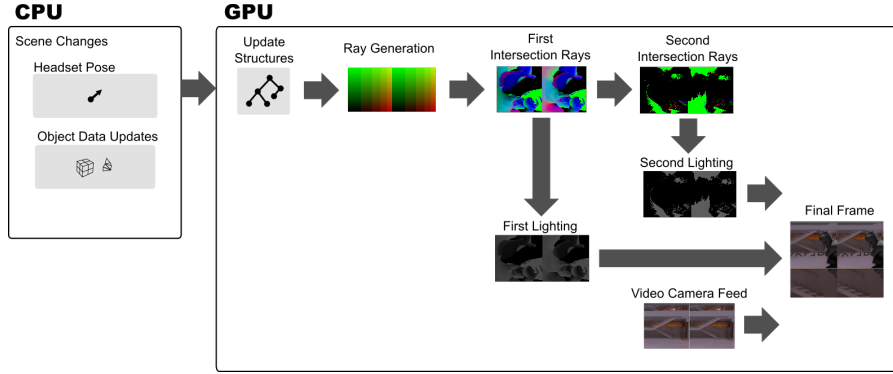 CPU
GPU
Scene Changes
Headset Pose
Object Data Updates
Update
Structures
Ray Generation
First
Intersection Rays
Second
Intersection Rays
Second Lighting
First Lighting
Final Frame
Video Camera Feed